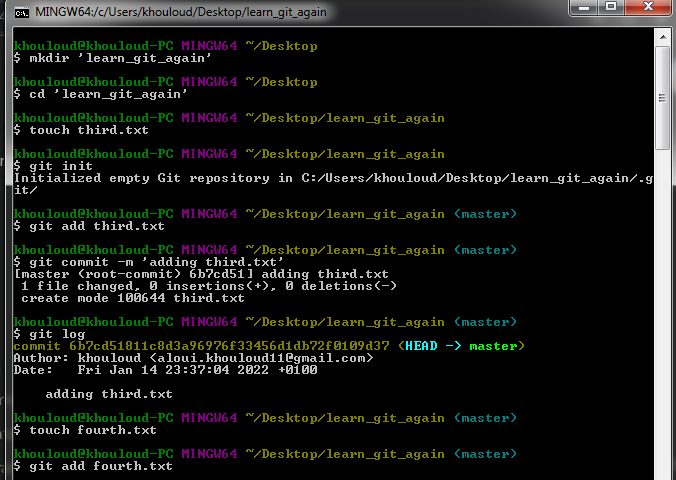 MINGW64:/c/Users/khouloud/Desktop/learn_git_again
khouloud@khouloud-PC MINGW64 ~/Desktop
$ mkdir 'learn_git_again'
khouloud@khouloud-PC MINGW64 ~/Desktop
$ cd 'learn_git_again'
khouloud@khouloud-PC MINGW64 ~/Desktop/learn_git_again
$ touch third.txt
khouloud@khouloud-PC MINGW64 ~/Desktop/learn_git_again
$ git init
Initialized empty Git repository in C:/Users/khouloud/Desktop/learn_git_again/.g
it/
khouloud@khouloud-PC MINGW64 ~/Desktop/learn_git_again (master)
$ git add third.txt
khouloud@khouloud-PC MINGW64 ~/Desktop/learn_git_again (master)
$ git commit -m 'adding third.txt'
[master (root-commit) 6b7cd51] adding third.txt
 1 file changed, 0 insertions(+), 0 deletions(-)
 create mode 100644 third.txt
khouloud@khouloud-PC MINGW64 ~/Desktop/learn_git_again (master)
$ git log
commit 6b7cd51811c8d3a96976f33456d1db72f0109d37 (HEAD -> master)
Author: khouloud <aloui.khouloud11@gmail.com>
Date:   Fri Jan 14 23:37:04 2022 +0100
    adding third.txt
khouloud@khouloud-PC MINGW64 ~/Desktop/learn_git_again (master)
$ touch fourth.txt
khouloud@khouloud-PC MINGW64 ~/Desktop/learn_git_again (master)
$ git add fourth.txt